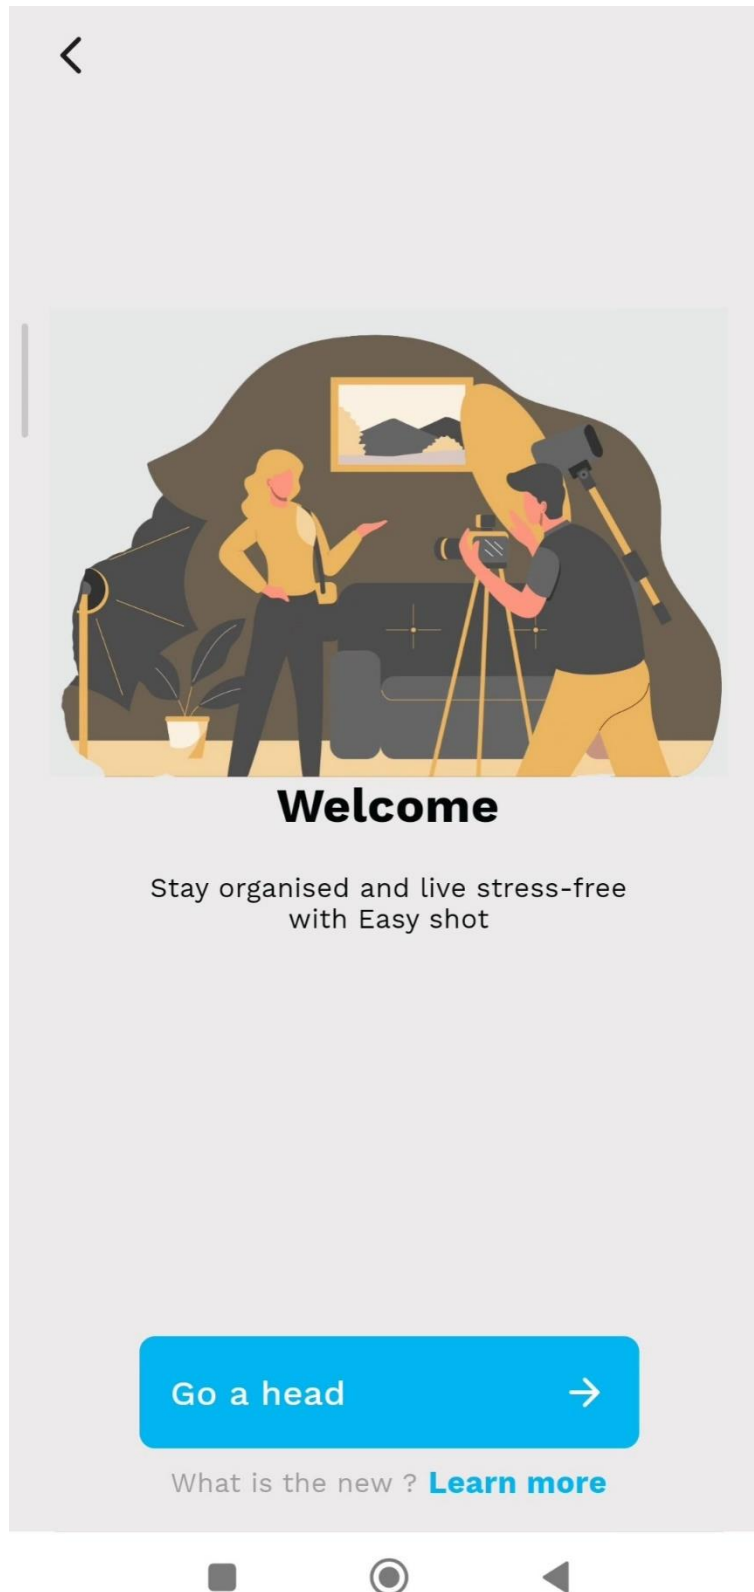 Welcome
Stay organised and live stress-free
with Easy shot
Go a head
What is the new ? Learn more